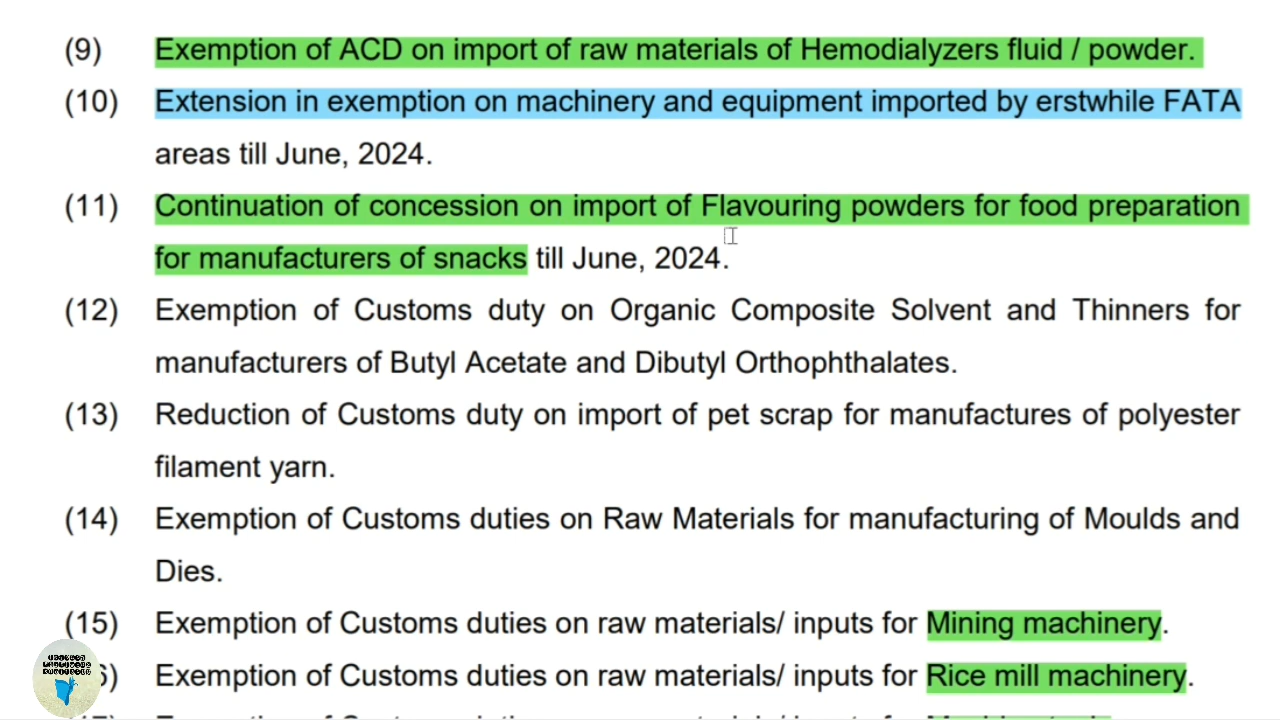 (9) Exemption of ACD on import of raw materials of Hemodialyzers fluid / powder.
(10) Extension in exemption on machinery and equipment imported by erstwhile FATA
areas till June, 2024.
(11) Continuation of concession on import of Flavouring powders for food preparation
for manufacturers of snacks till June, 2024.
(12) Exemption of Customs duty on Organic Composite Solvent and Thinners for
manufacturers of Butyl Acetate and Dibutyl Orthophthalates.
(13) Reduction of Customs duty on import of pet scrap for manufactures of polyester
filament yarn.
(14) Exemption of Customs duties on Raw Materials for manufacturing of Moulds and
Dies.
(15) Exemption of Customs duties on raw materials/ inputs for Mining machinery.
6) Exemption of Customs duties on raw materials/ inputs for Rice mill machinery.